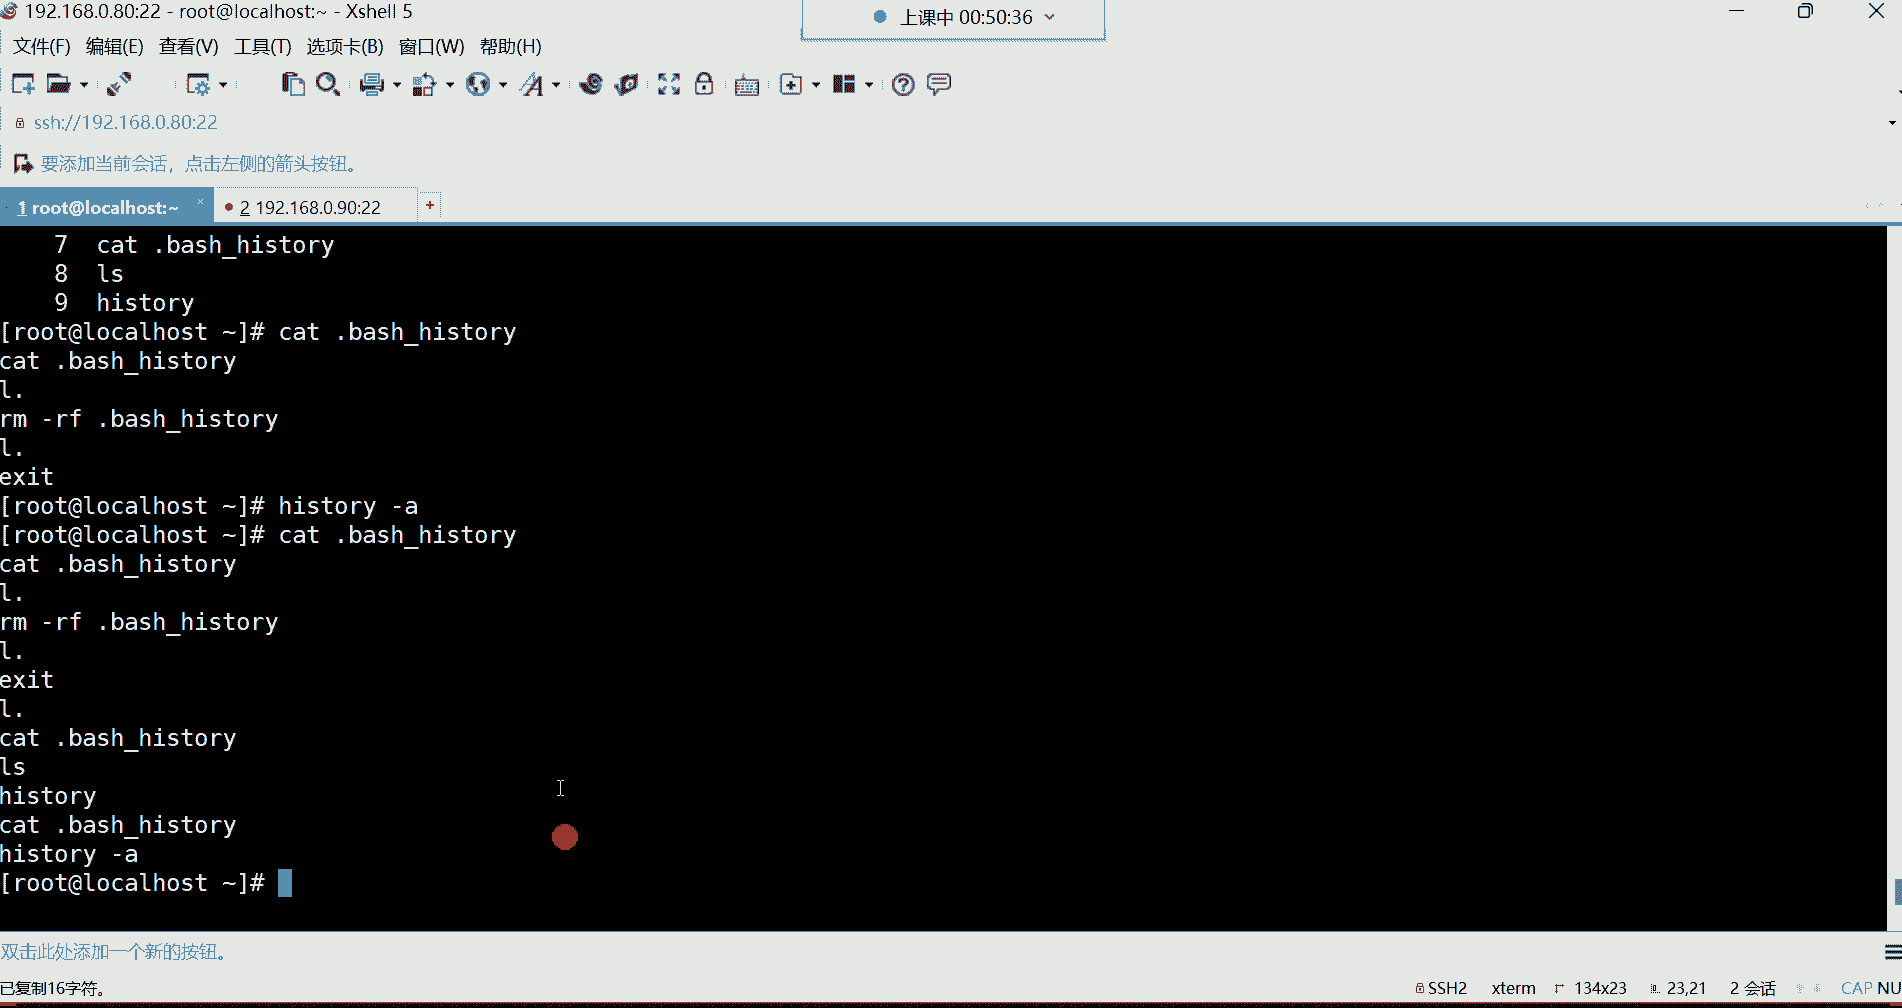 192.168.0.80:22 - root@localhost:~ - Xshell 5
上课中 00:50:36
文件(F) 编辑(E) 查看(V) 工具(T) 选项卡(B) 窗口(W) 帮助(H)
ssh://192.168.0.80:22
要添加当前会话，点击左侧的箭头按钮。
1 root@localhost:~ × 2 192.168.0.90:22 +
7 cat .bash_history
8 ls
9 history
[root@localhost ~]# cat .bash_history
cat .bash_history
l.
rm -rf .bash_history
l.
exit
[root@localhost ~]# history -a
[root@localhost ~]# cat .bash_history
cat .bash_history
l.
rm -rf .bash_history
l.
exit
l.
cat .bash_history
ls
history
cat .bash_history
history -a
[root@localhost ~]#
双击此处添加一个新的按钮。
已复制16字符。 SSH2 xterm 134x23 23,21 2 会话 CAP NU